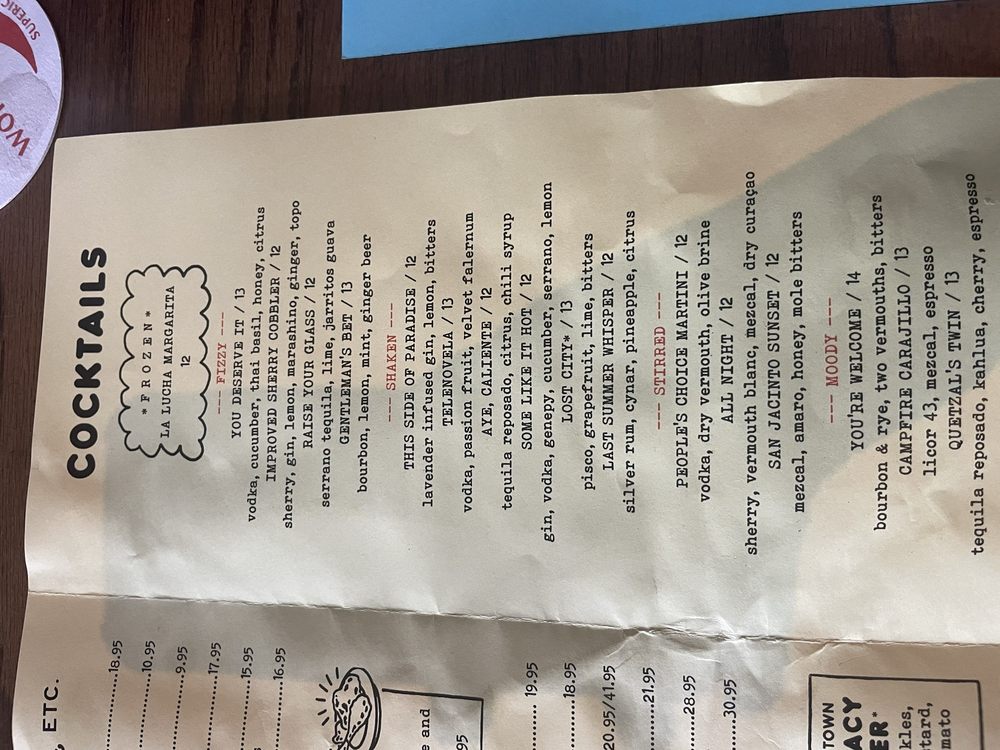 COCKTAILS
*FROZEN*
LA LUCHA MARGARITA
12
--- FIZZY ---
YOU DESERVE IT / 13
vodka, cucumber, thai basil, honey, citrus
IMPROVED SHERRY COBBLER / 12
sherry, gin, lemon, marashino, ginger, topo
RAISE YOUR GLASS / 12
serrano tequila, lime, jarritos guava
GENTLEMAN'S BET / 13
bourbon, lemon, mint, ginger beer
--- SHAKEN ---
THIS SIDE OF PARADISE / 12
lavender infused gin, lemon, bitters
TELENOVELA / 13
vodka, passion fruit, velvet falernum
AYE, CALIENTE / 12
tequila reposado, citrus, chili syrup
SOME LIKE IT HOT / 12
gin, vodka, genepy, cucumber, serrano, lemon
LOST CITY* / 13
pisco, grapefruit, lime, bitters
LAST SUMMER WHISPER / 12
silver rum, cynar, pineapple, citrus
--- STIRRED ---
PEOPLE'S CHOICE MARTINI / 12
vodka, dry vermouth, olive brine
ALL NIGHT / 12
sherry, vermouth blanc, mezcal, dry curaçao
SAN JACINTO SUNSET / 12
mezcal, amaro, honey, mole bitters
--- MOODY ---
YOU'RE WELCOME / 14
bourbon & rye, two vermouths, bitters
CAMPFIRE CARAJILLO / 13
licor 43, mezcal, espresso
QUETZAL'S TWIN / 13
tequila reposado, kahlua, cherry, espresso
, ETC.
18.95
10.95
9.95
17.95
15.95
16.95
e and
95
19.95
18.95
20.95/41.95
21.95
28.95
30.95
TOWN
ACY
ER*
kles,
tard,
mato